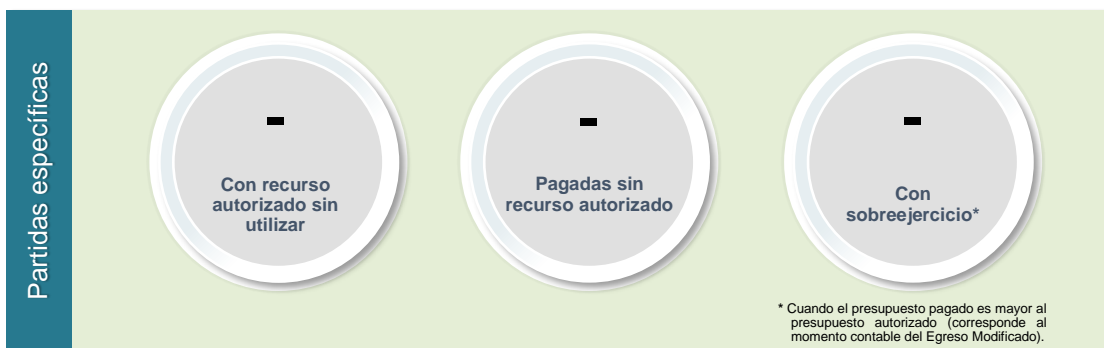 Partidas específicas
-
Con recurso
autorizado sin
utilizar
-
Pagadas sin
recurso autorizado
-
Con
sobreejercicio*
* Cuando el presupuesto pagado es mayor al
presupuesto autorizado (corresponde al
momento contable del Egreso Modificado).